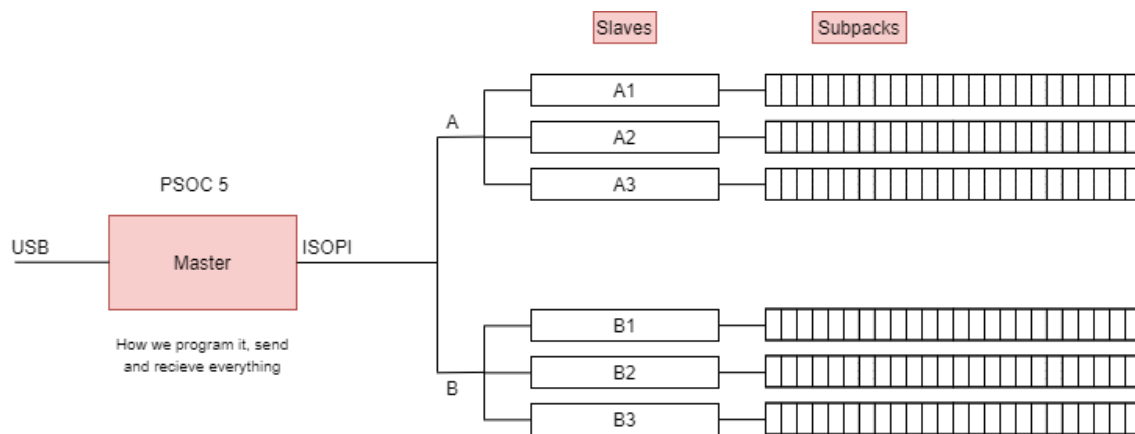 Slaves
Subpacks
A1
A
A2
A3
PSOC 5
USB
Master
ISOPI
How we program it, send
and recieve everything
B1
B
B2
B3